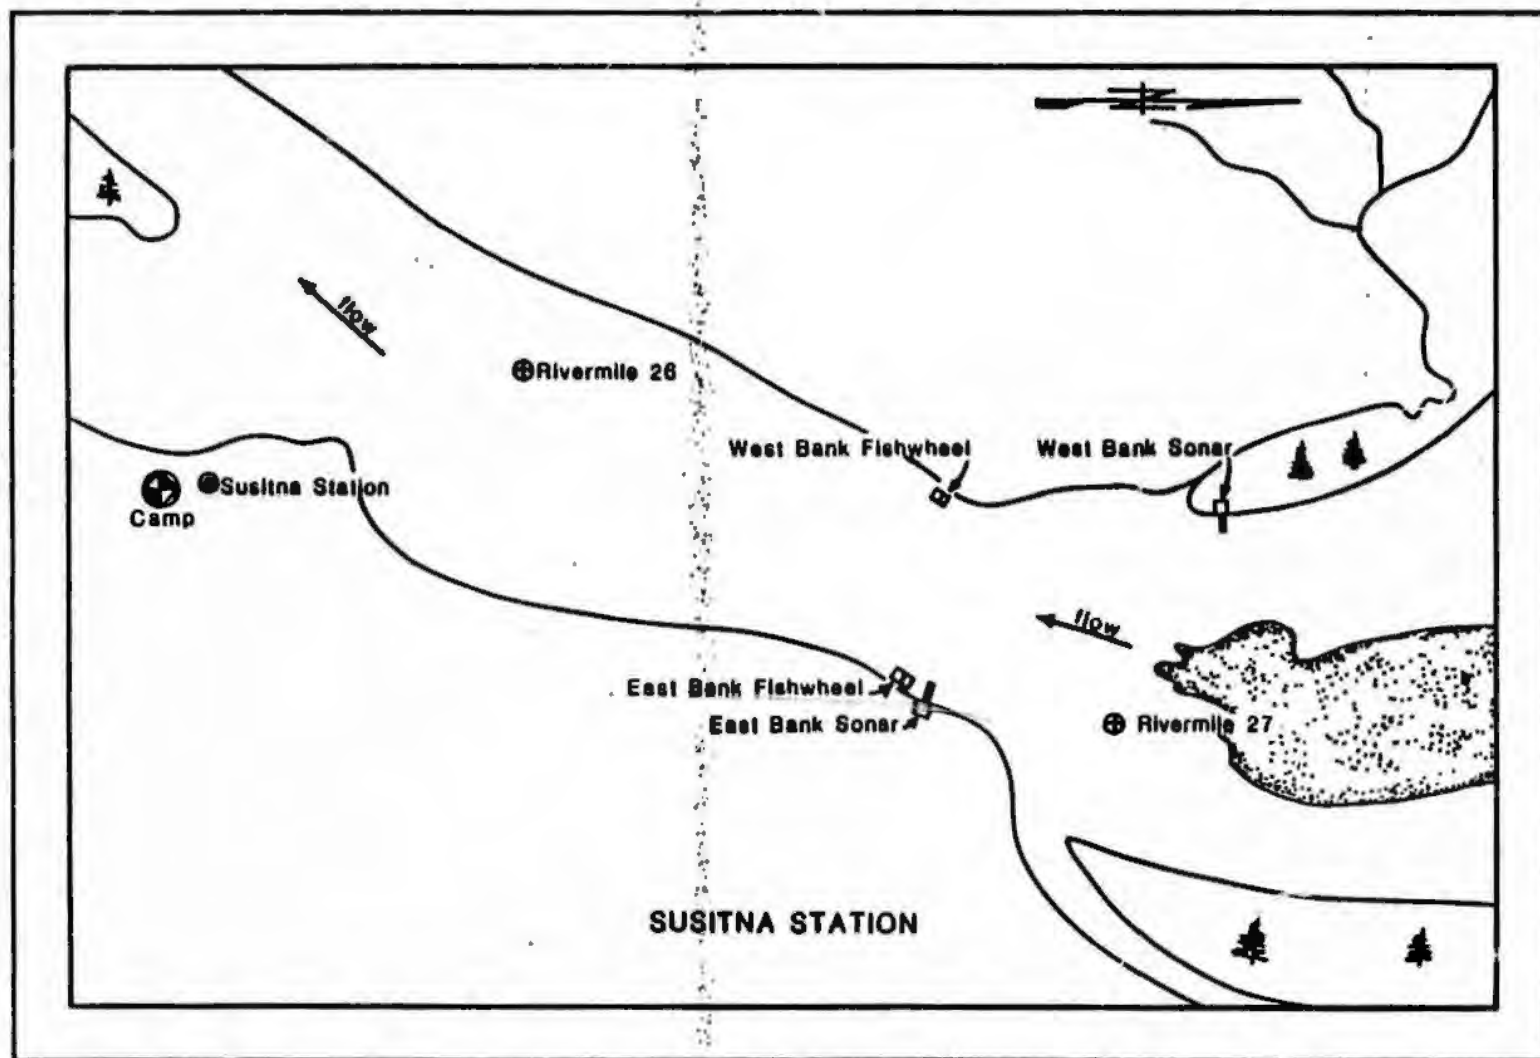 flow
Rivermile 26
West Bank Fishwheel
West Bank Sonar
Susitna Station
Camp
flow
East Bank Fishwheel
East Bank Sonar
Rivermile 27
SUSITNA STATION